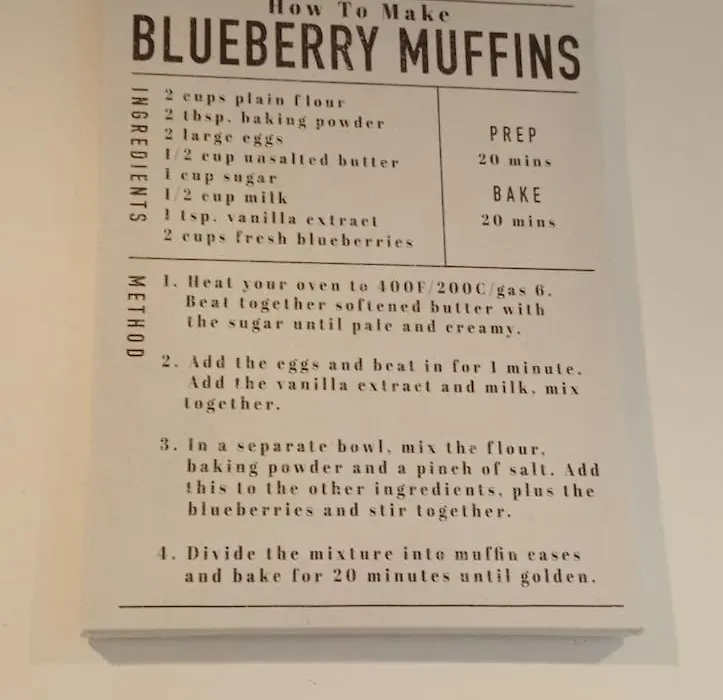 How To Make
BLUEBERRY MUFFINS
INGREDIENTS
2 cups plain flour
2 tbsp. baking powder
2 large eggs
1/2 cup unsalted butter
1 cup sugar
1/2 cup milk
1 tsp. vanilla extract
2 cups fresh blueberries
PREP
20 mins
BAKE
20 mins
METHOD
1. Heat your oven to 400F/200C/gas 6.
Beat together softened butter with
the sugar until pale and creamy.
2. Add the eggs and beat in for 1 minute.
Add the vanilla extract and milk, mix
together.
3. In a separate bowl, mix the flour,
baking powder and a pinch of salt. Add
this to the other ingredients, plus the
blueberries and stir together.
4. Divide the mixture into muffin cases
and bake for 20 minutes until golden.